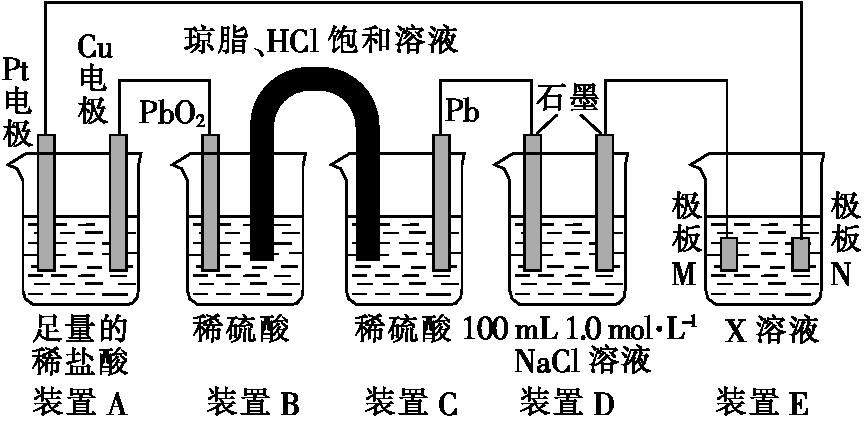 琼脂、HCl 饱和溶液
Pt
电
极
Cu
电
极
PbO₂
Pb
石墨
极
板
M
极
板
N
足量的
稀盐酸
稀硫酸
稀硫酸
100 mL 1.0 mol·L⁻¹
NaCl 溶液
X 溶液
装置 A
装置 B
装置 C
装置 D
装置 E